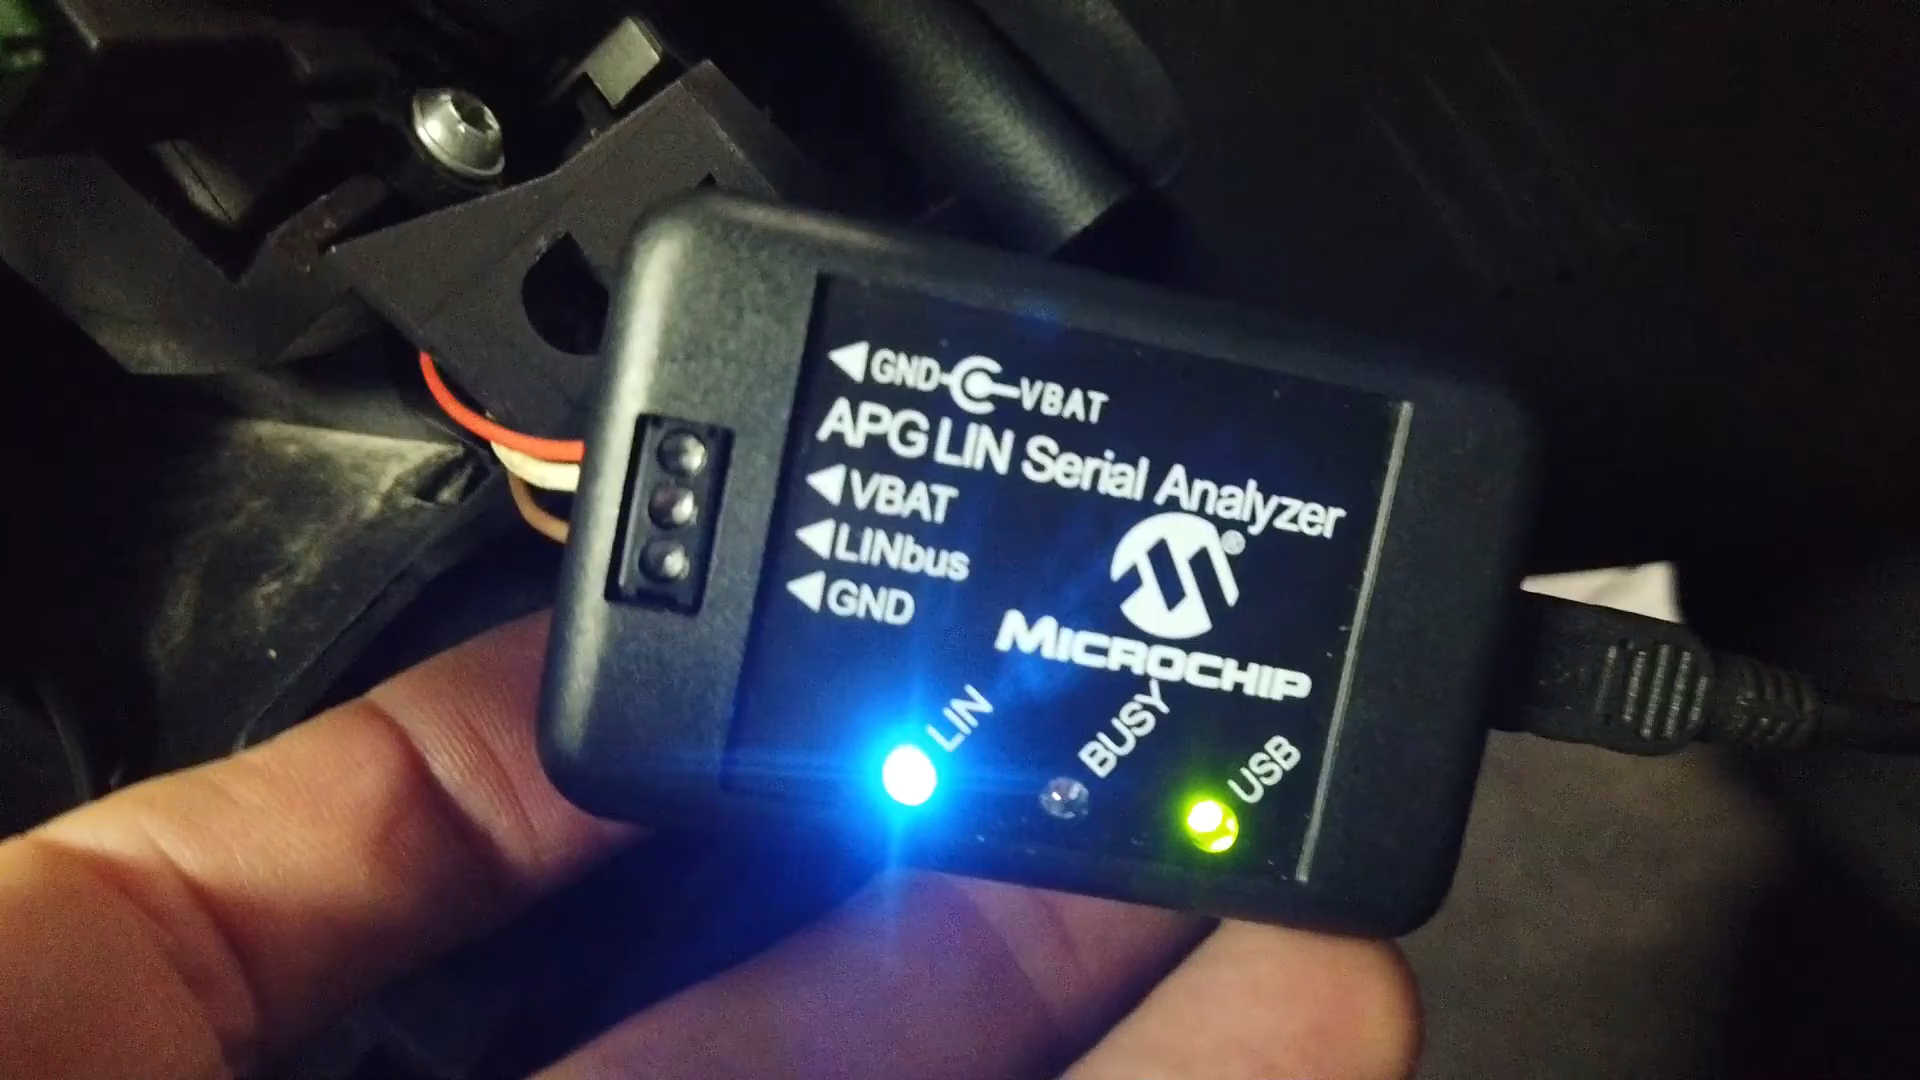 GND VBAT
APG LIN Serial Analyzer
VBAT
LINbus
GND
®
MICROCHIP
LIN
BUSY
USB